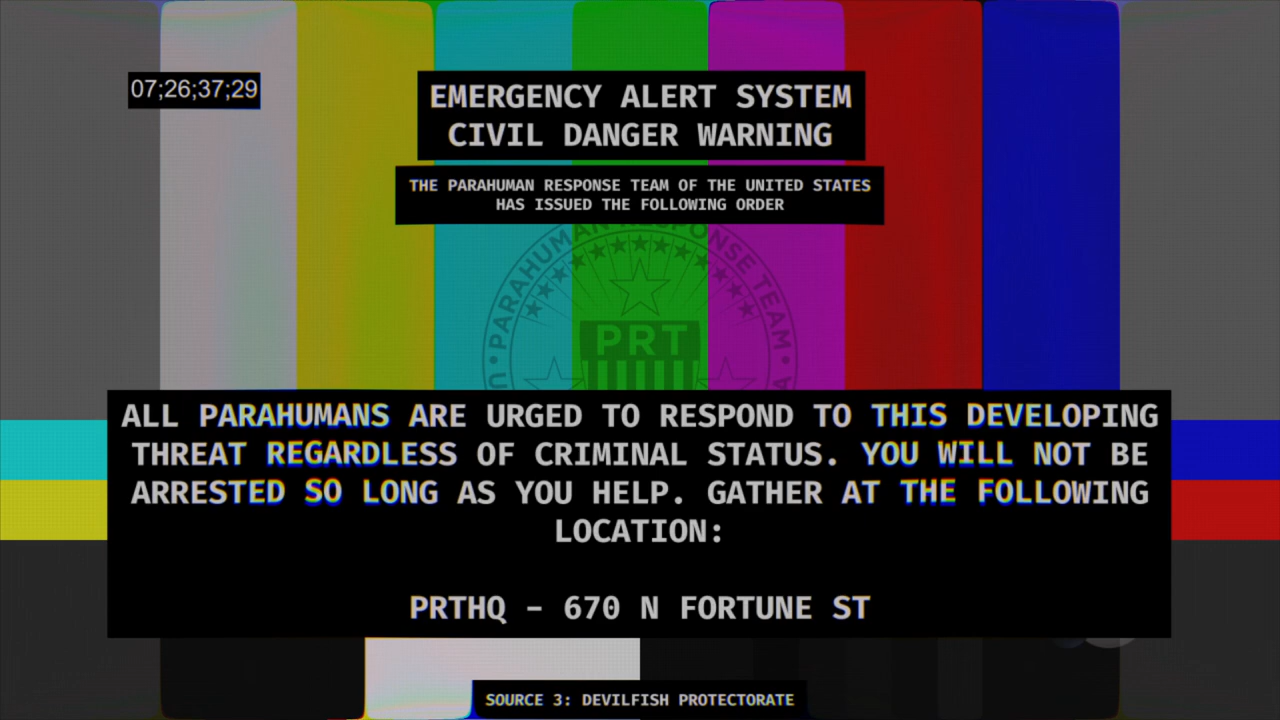 07;26;37;29
EMERGENCY ALERT SYSTEM
CIVIL DANGER WARNING
THE PARAHUMAN RESPONSE TEAM OF THE UNITED STATES
HAS ISSUED THE FOLLOWING ORDER
• PARAHUMAN RESPONSE TEAM •
PRT
ALL PARAHUMANS ARE URGED TO RESPOND TO THIS DEVELOPING
THREAT REGARDLESS OF CRIMINAL STATUS. YOU WILL NOT BE
ARRESTED SO LONG AS YOU HELP. GATHER AT THE FOLLOWING
LOCATION:
PRTHQ – 670 N FORTUNE ST
SOURCE 3: DEVILFISH PROTECTORATE